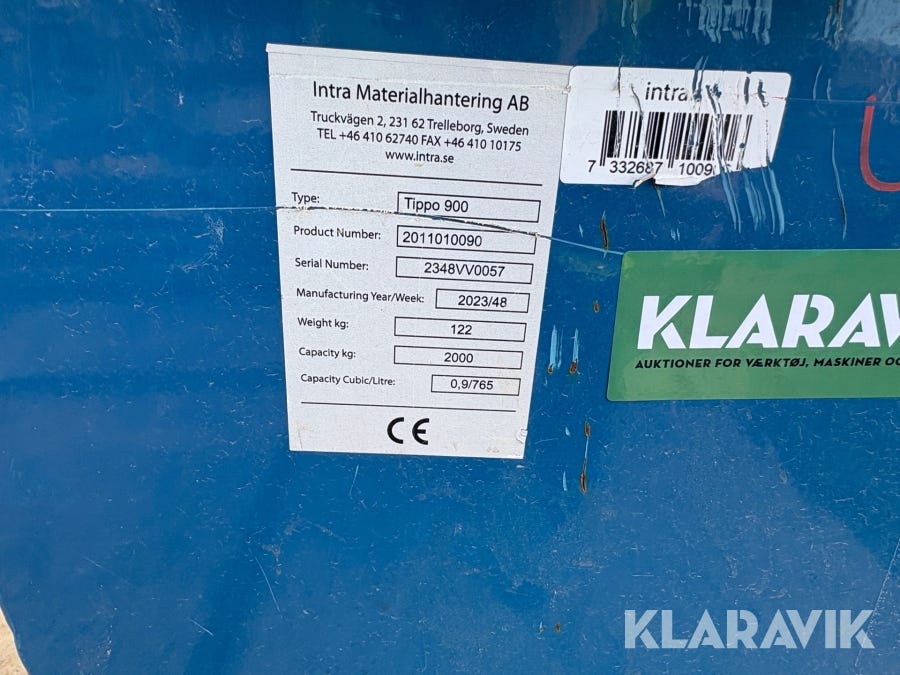 Intra Materialhantering AB
Truckvägen 2, 231 62 Trelleborg, Sweden
TEL +46 410 62740 FAX +46 410 10175
www.intra.se
Type: Tippo 900
Product Number: 2011010090
Serial Number: 2348VV0057
Manufacturing Year/Week: 2023/48
Weight kg: 122
Capacity kg: 2000
Capacity Cubic/Litre: 0,9/765
CE
intra
7 332687 1009
KLARAV
AUKTIONER FOR VÆRKTØJ, MASKINER
KLARAVIK